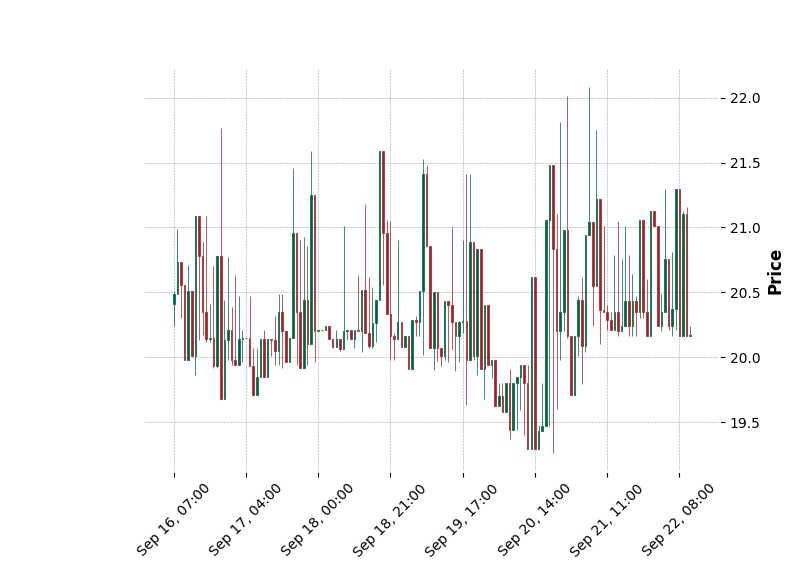 22.0
21.5
21.0
20.5
20.0
19.5
Price
Sep 16, 07:00
Sep 17, 04:00
Sep 18, 00:00
Sep 18, 21:00
Sep 19, 17:00
Sep 20, 14:00
Sep 21, 11:00
Sep 22, 08:00